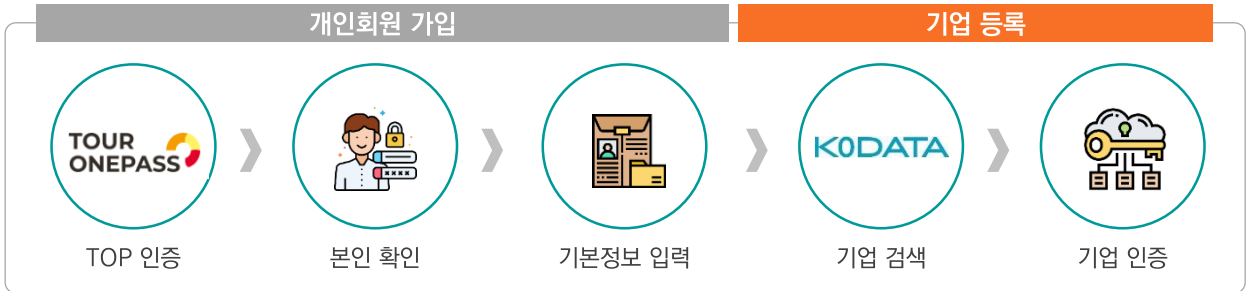 개인회원 가입
기업 등록
TOUR
ONEPASS
KODATA
TOP 인증
본인 확인
기본정보 입력
기업 검색
기업 인증